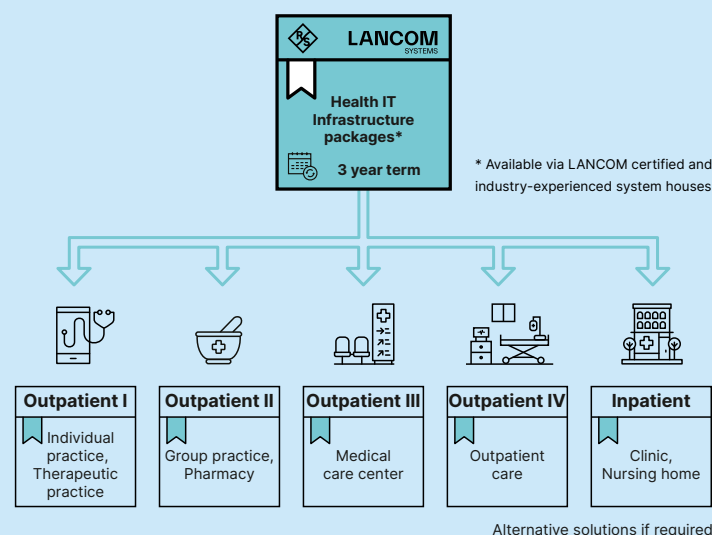 R&S
LANCOM
SYSTEMS
Health IT
Infrastructure
packages*
3 year term
* Available via LANCOM certified and
industry-experienced system houses
Outpatient I
Individual
practice,
Therapeutic
practice
Outpatient II
Group practice,
Pharmacy
Outpatient III
Medical
care center
Outpatient IV
Outpatient
care
Inpatient
Clinic,
Nursing home
Alternative solutions if required